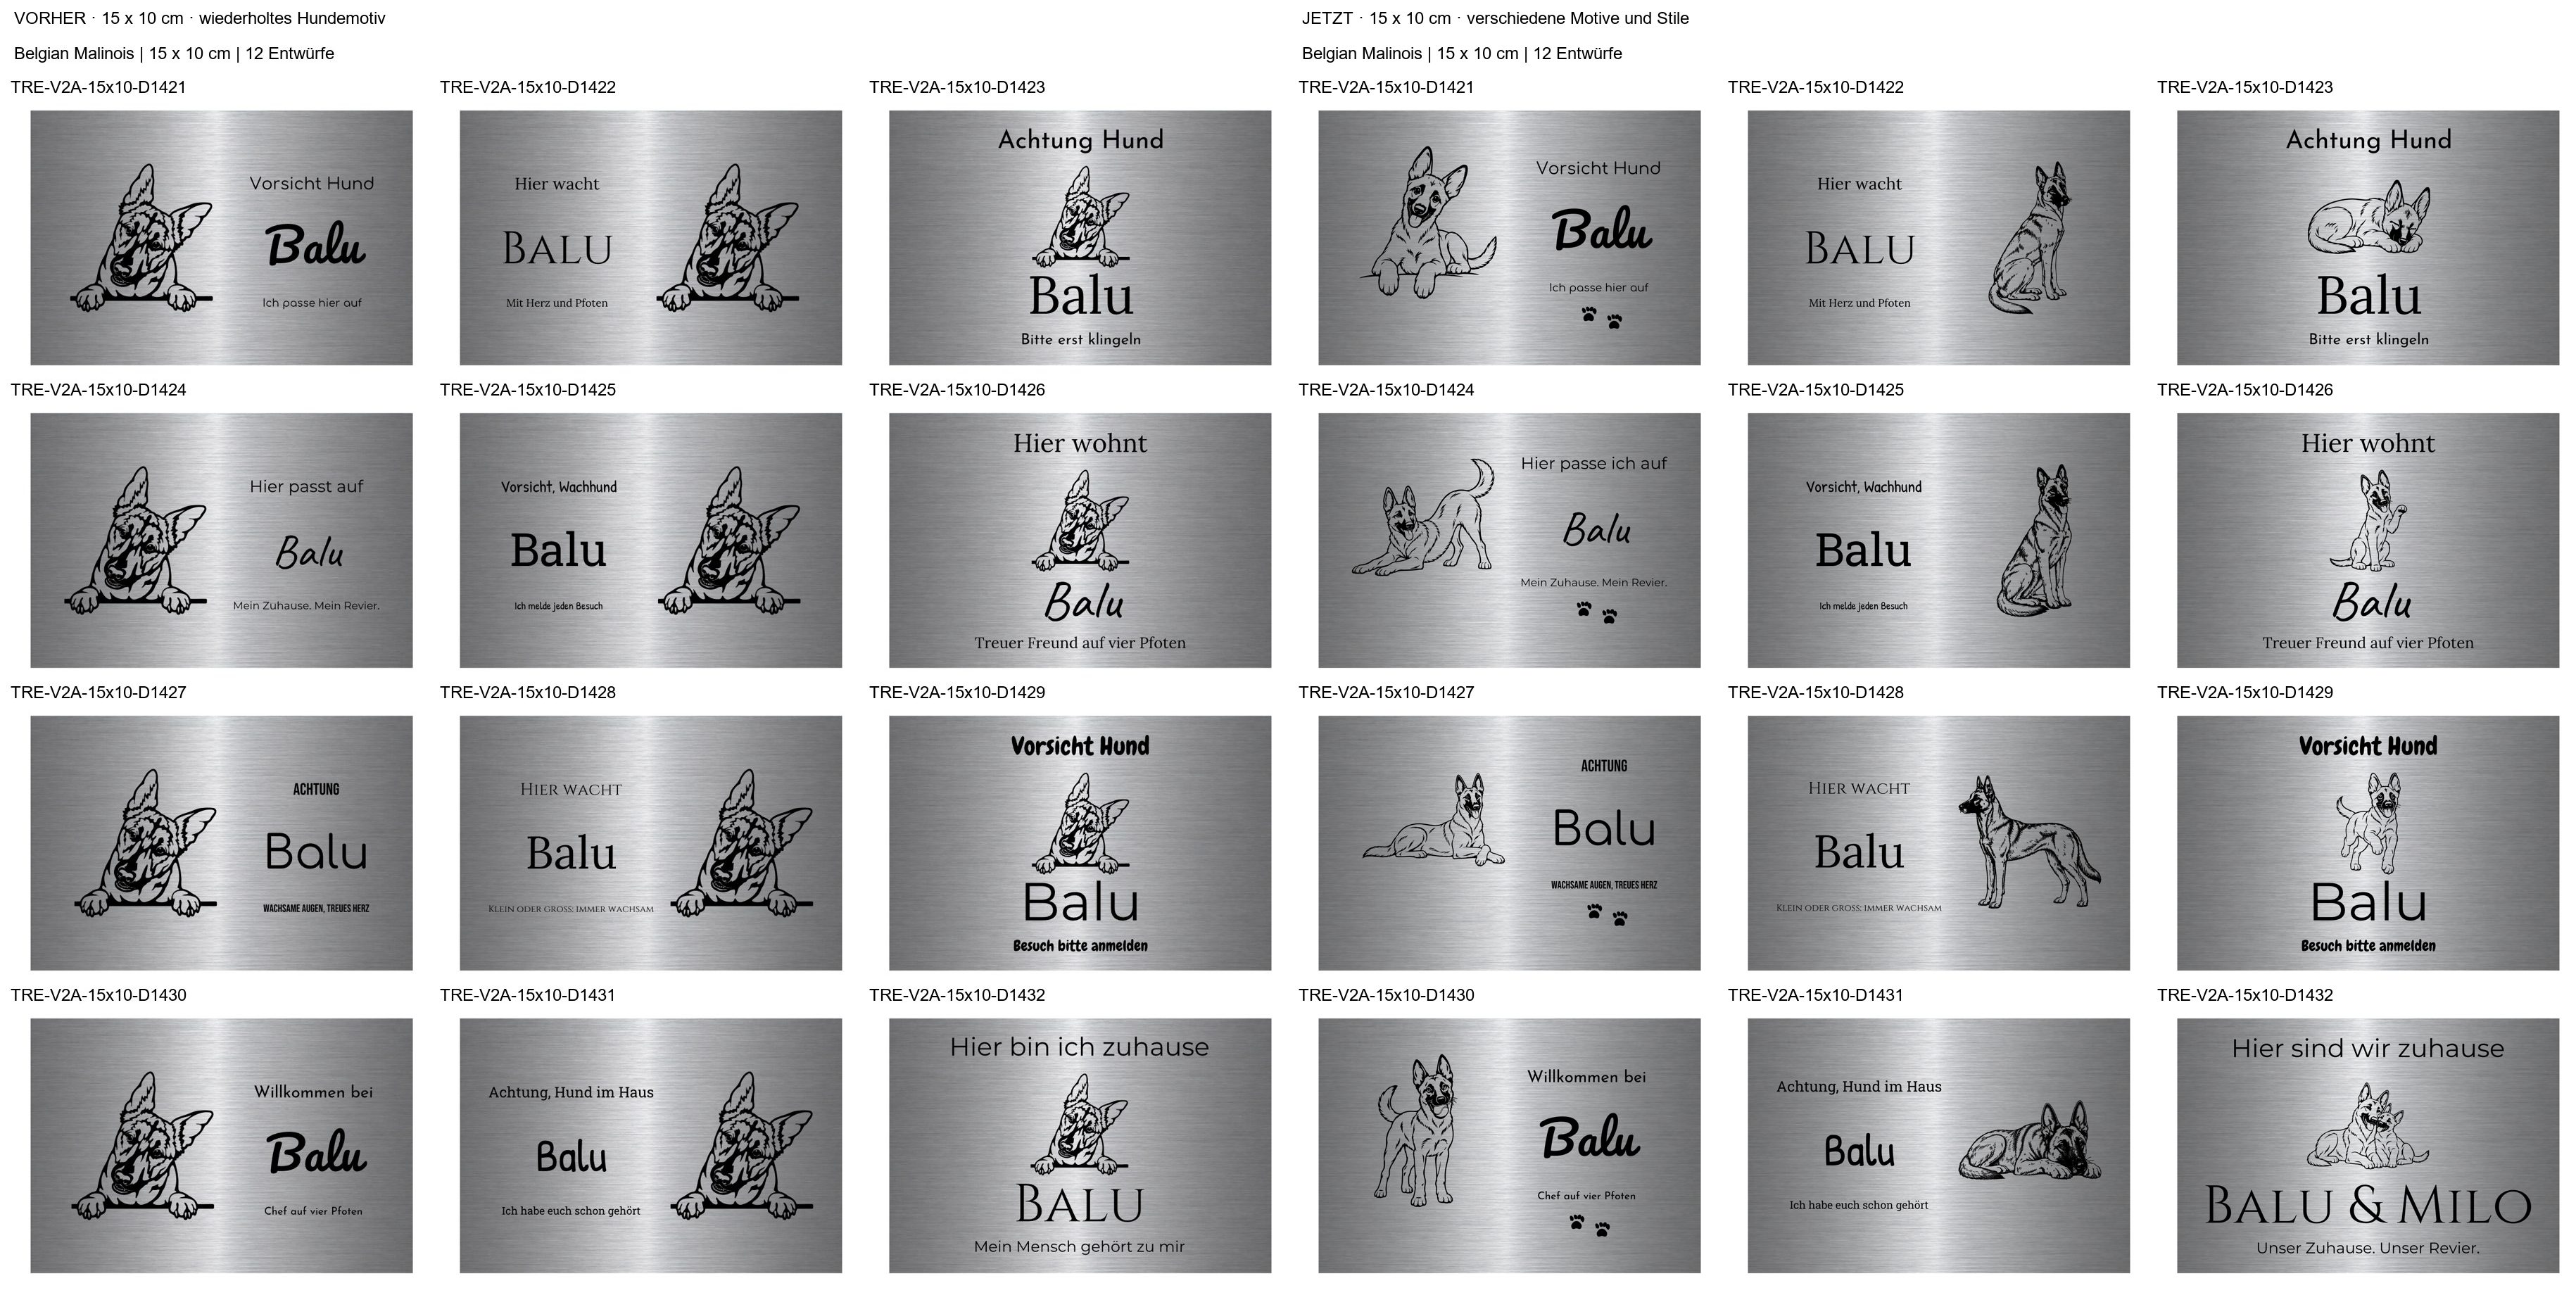 VORHER · 15 x 10 cm · wiederholtes Hundemotiv
Belgian Malinois | 15 x 10 cm | 12 Entwürfe
TRE-V2A-15x10-D1421
Vorsicht Hund
Balu
Ich passe hier auf
TRE-V2A-15x10-D1422
Hier wacht
BALU
Mit Herz und Pfoten
TRE-V2A-15x10-D1423
Achtung Hund
Balu
Bitte erst klingeln
TRE-V2A-15x10-D1424
Hier passt auf
Balu
Mein Zuhause. Mein Revier.
TRE-V2A-15x10-D1425
Vorsicht, Wachhund
Balu
Ich melde jeden Besuch
TRE-V2A-15x10-D1426
Hier wohnt
Balu
Treuer Freund auf vier Pfoten
TRE-V2A-15x10-D1427
ACHTUNG
Balu
WACHSAME AUGEN, TREUES HERZ
TRE-V2A-15x10-D1428
HIER WACHT
Balu
KLEIN ODER GROSS: IMMER WACHSAM
TRE-V2A-15x10-D1429
Vorsicht Hund
Balu
Besuch bitte anmelden
TRE-V2A-15x10-D1430
Willkommen bei
Balu
Chef auf vier Pfoten
TRE-V2A-15x10-D1431
Achtung, Hund im Haus
Balu
Ich habe euch schon gehört
TRE-V2A-15x10-D1432
Hier bin ich zuhause
BALU
Mein Mensch gehört zu mir
JETZT · 15 x 10 cm · verschiedene Motive und Stile
Belgian Malinois | 15 x 10 cm | 12 Entwürfe
TRE-V2A-15x10-D1421
Vorsicht Hund
Balu
Ich passe hier auf
TRE-V2A-15x10-D1422
Hier wacht
BALU
Mit Herz und Pfoten
TRE-V2A-15x10-D1423
Achtung Hund
Balu
Bitte erst klingeln
TRE-V2A-15x10-D1424
Hier passe ich auf
Balu
Mein Zuhause. Mein Revier.
TRE-V2A-15x10-D1425
Vorsicht, Wachhund
Balu
Ich melde jeden Besuch
TRE-V2A-15x10-D1426
Hier wohnt
Balu
Treuer Freund auf vier Pfoten
TRE-V2A-15x10-D1427
ACHTUNG
Balu
WACHSAME AUGEN, TREUES HERZ
TRE-V2A-15x10-D1428
HIER WACHT
Balu
KLEIN ODER GROSS: IMMER WACHSAM
TRE-V2A-15x10-D1429
Vorsicht Hund
Balu
Besuch bitte anmelden
TRE-V2A-15x10-D1430
Willkommen bei
Balu
Chef auf vier Pfoten
TRE-V2A-15x10-D1431
Achtung, Hund im Haus
Balu
Ich habe euch schon gehört
TRE-V2A-15x10-D1432
Hier sind wir zuhause
BALU & MILO
Unser Zuhause. Unser Revier.